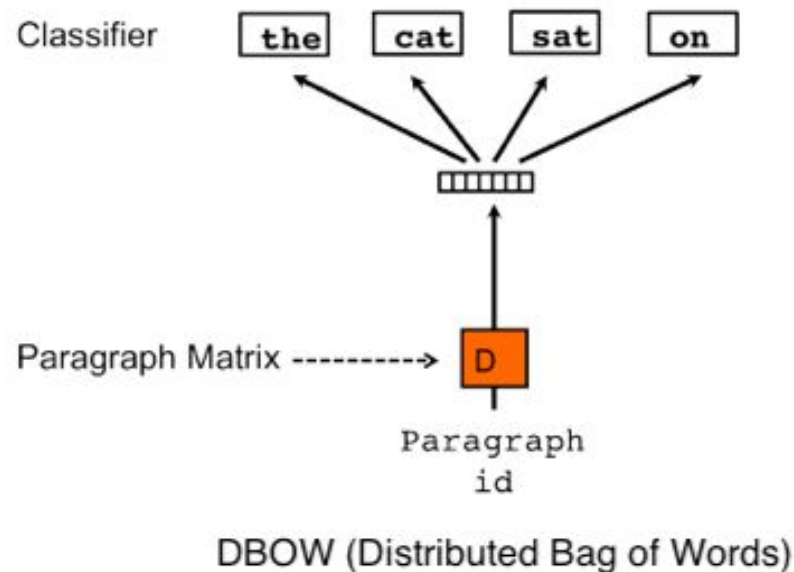 Classifier the cat sat on
Paragraph Matrix D
Paragraph
id
DBOW (Distributed Bag of Words)